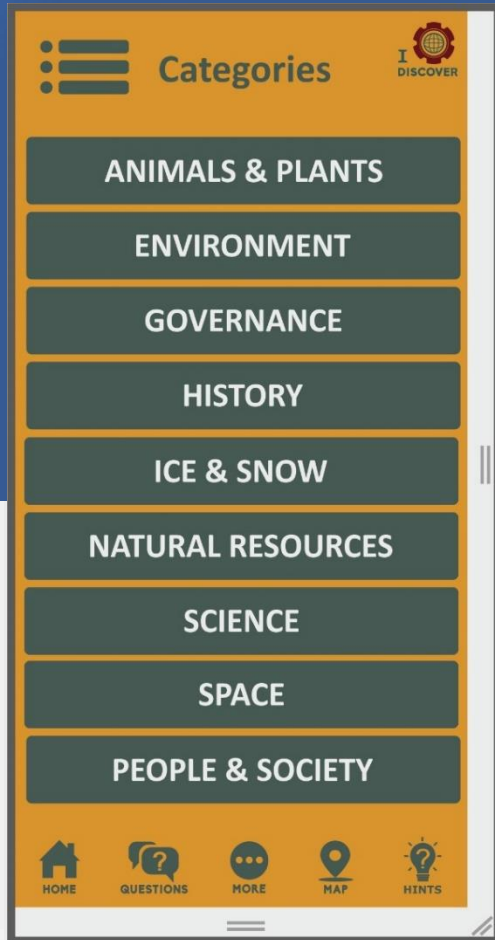 Categories
I
DISCOVER
ANIMALS & PLANTS
ENVIRONMENT
GOVERNANCE
HISTORY
ICE & SNOW
NATURAL RESOURCES
SCIENCE
SPACE
PEOPLE & SOCIETY
HOME QUESTIONS MORE MAP HINTS